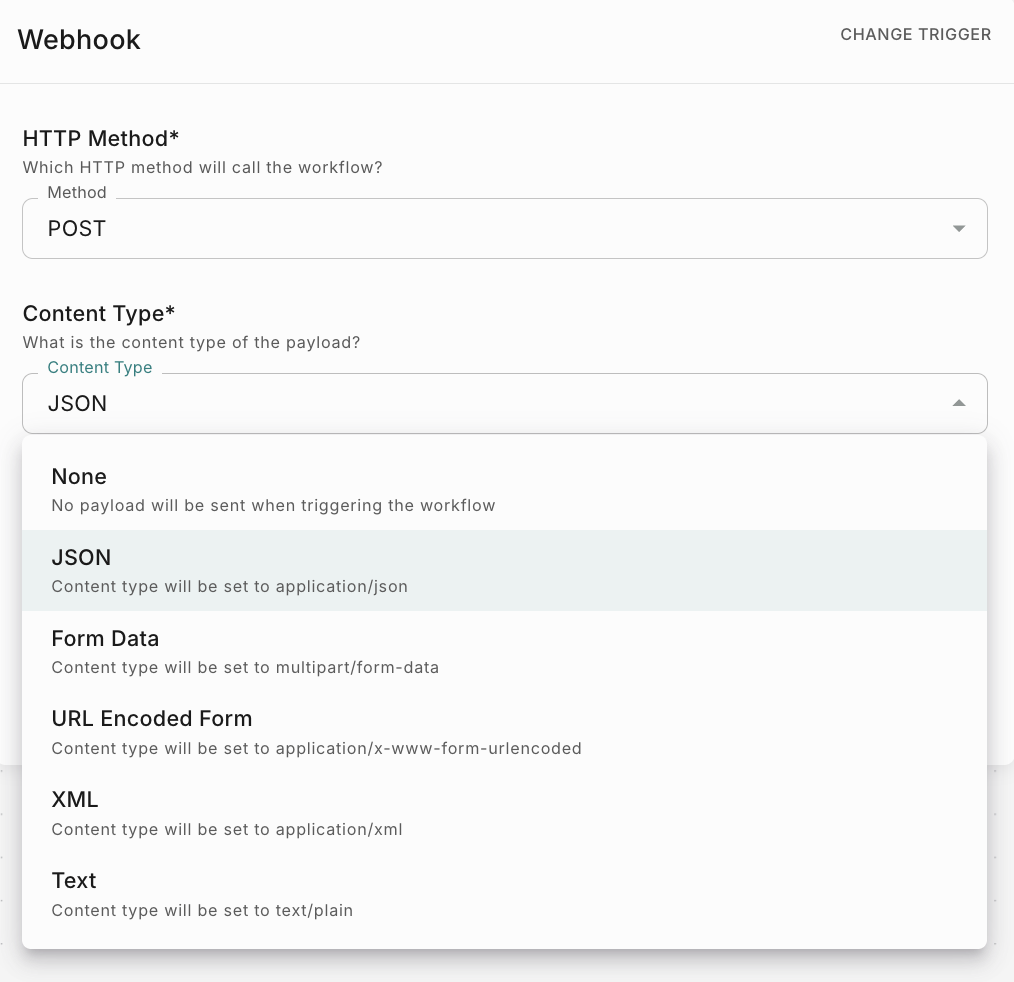 Webhook
CHANGE TRIGGER
HTTP Method*
Which HTTP method will call the workflow?
Method
POST
Content Type*
What is the content type of the payload?
Content Type
JSON
None
No payload will be sent when triggering the workflow
JSON
Content type will be set to application/json
Form Data
Content type will be set to multipart/form-data
URL Encoded Form
Content type will be set to application/x-www-form-urlencoded
XML
Content type will be set to application/xml
Text
Content type will be set to text/plain